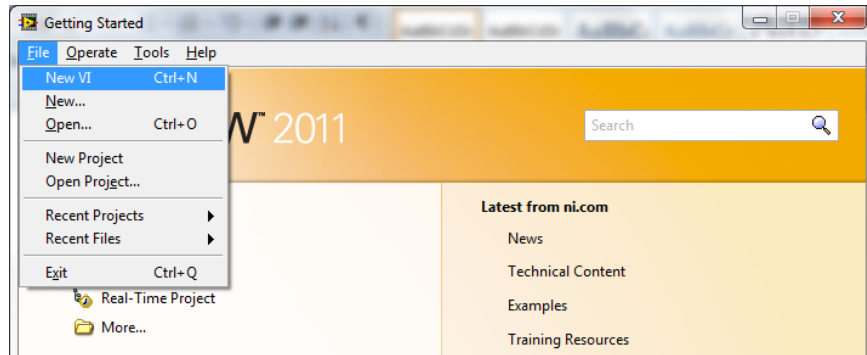 Getting Started
File Operate Tools Help
New VI Ctrl+N
New...
Open... Ctrl+O
New Project
Open Project...
Recent Projects
Recent Files
Exit Ctrl+Q
W™ 2011
Search
Real-Time Project
More...
Latest from ni.com
News
Technical Content
Examples
Training Resources